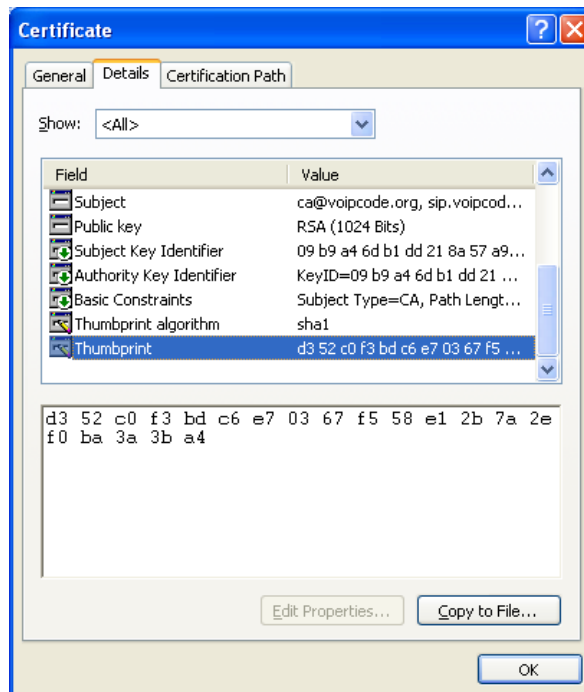 Certificate
General Details Certification Path
Show: <All>
Field Value
Subject ca@voipcode.org, sip.voipcod...
Public key RSA (1024 Bits)
Subject Key Identifier 09 b9 a4 6d b1 dd 21 8a 57 a9...
Authority Key Identifier KeyID=09 b9 a4 6d b1 dd 21 ...
Basic Constraints Subject Type=CA, Path Lengt...
Thumbprint algorithm sha1
Thumbprint d3 52 c0 f3 bd c6 e7 03 67 f5 ...
d3 52 c0 f3 bd c6 e7 03 67 f5 58 e1 2b 7a 2e
f0 ba 3a 3b a4
Edit Properties... Copy to File...
OK